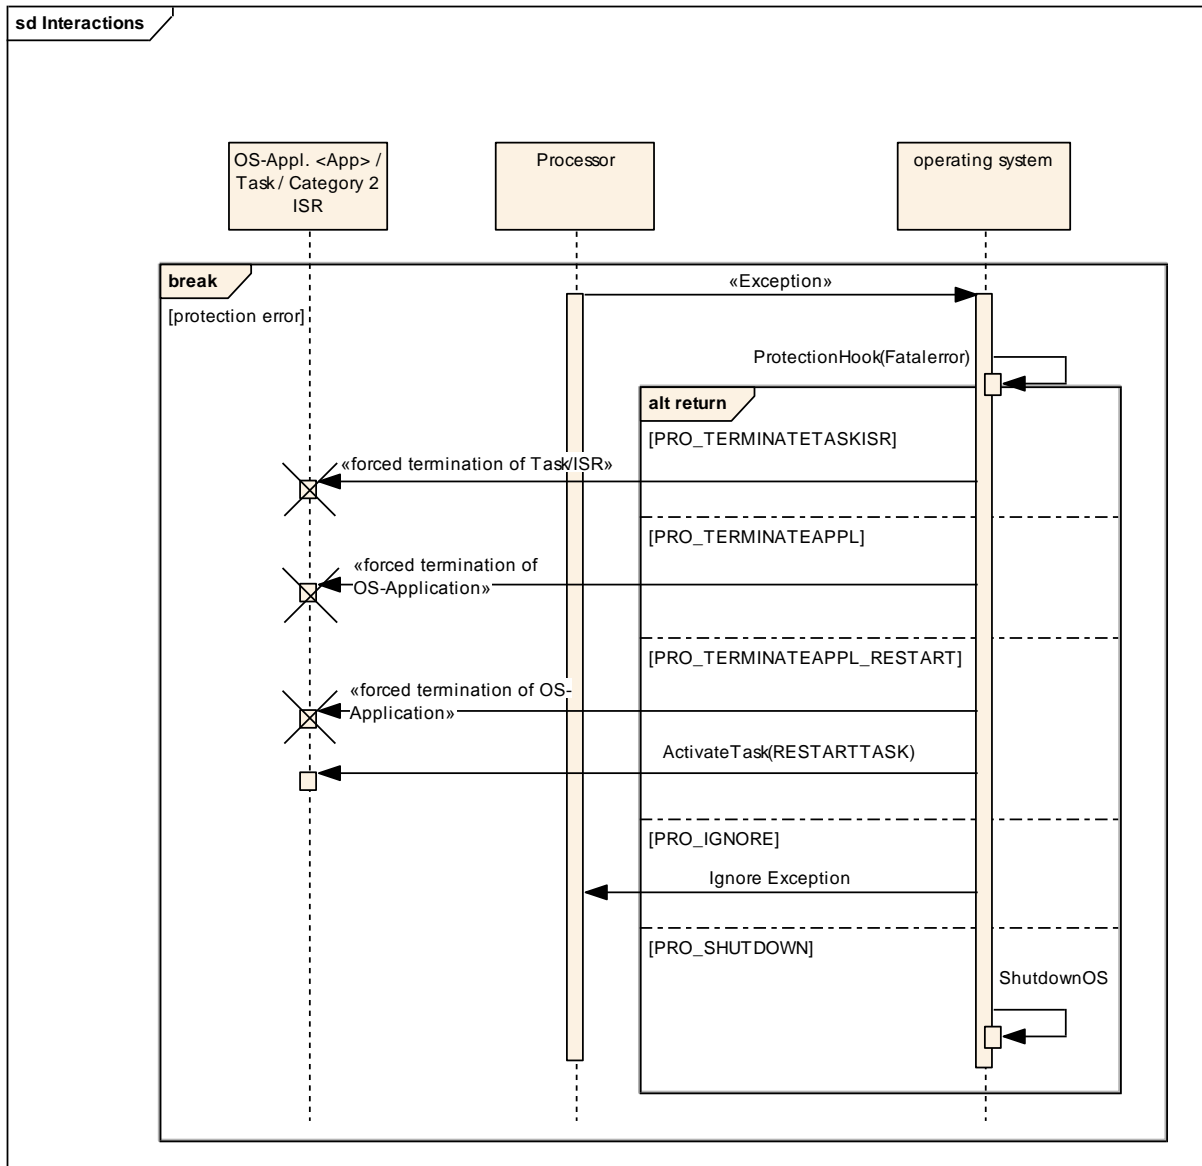 sd Interactions
OS-Appl. <App> /
Task / Category 2
ISR
Processor
operating system
break
[protection error]
«Exception»
ProtectionHook(Fatalerror)
alt return
[PRO_TERMINATETASKISR]
«forced termination of Task/ISR»
[PRO_TERMINATEAPPL]
«forced termination of
OS-Application»
[PRO_TERMINATEAPPL_RESTART]
«forced termination of OS-
Application»
ActivateTask(RESTARTTASK)
[PRO_IGNORE]
Ignore Exception
[PRO_SHUTDOWN]
ShutdownOS